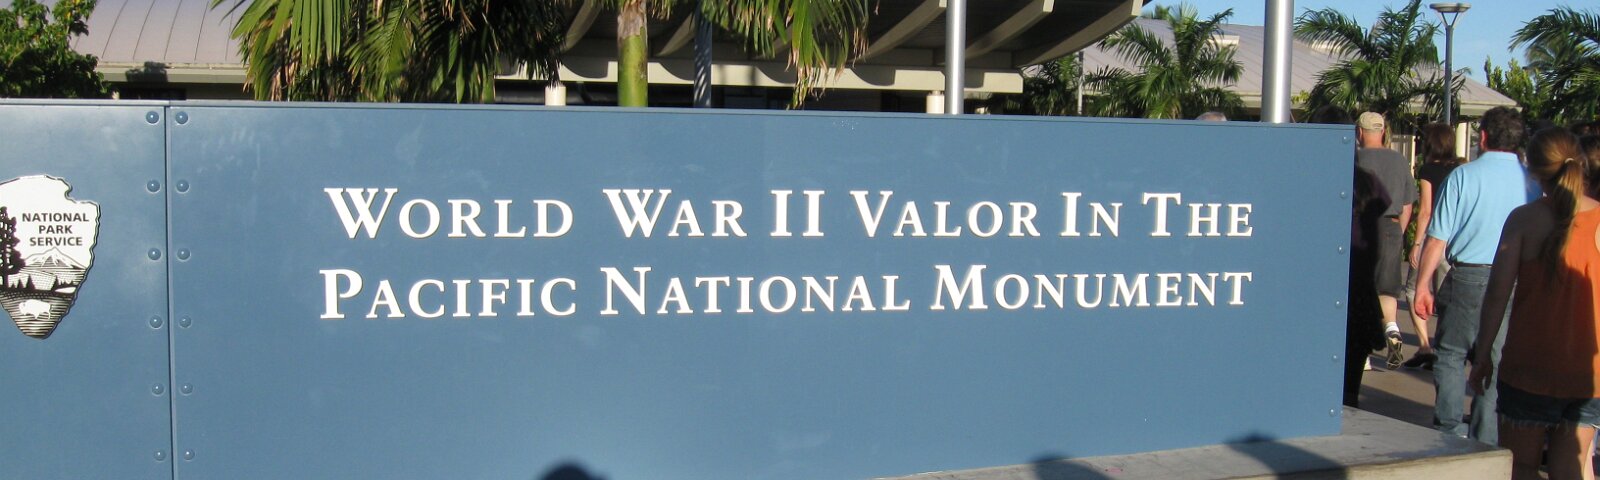 NATIONAL
PARK
SERVICE
WORLD WAR II VALOR IN THE
PACIFIC NATIONAL MONUMENT